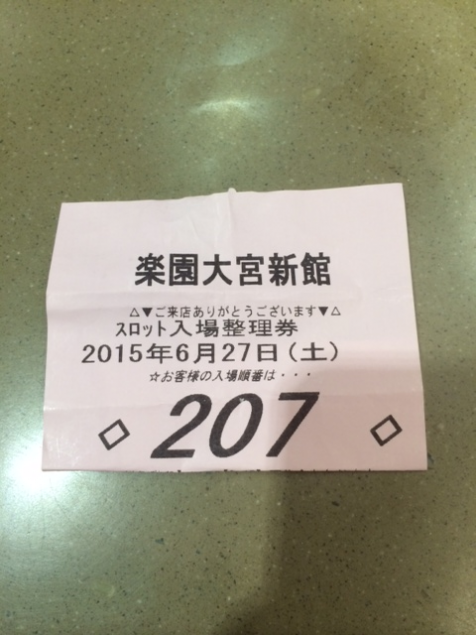 楽園大宮新館
△▼ご来店ありがとうございます▼△
スロット入場整理券
2015年6月27日(土)
☆お客様の入場順番は・・・
◇ 207 ◇